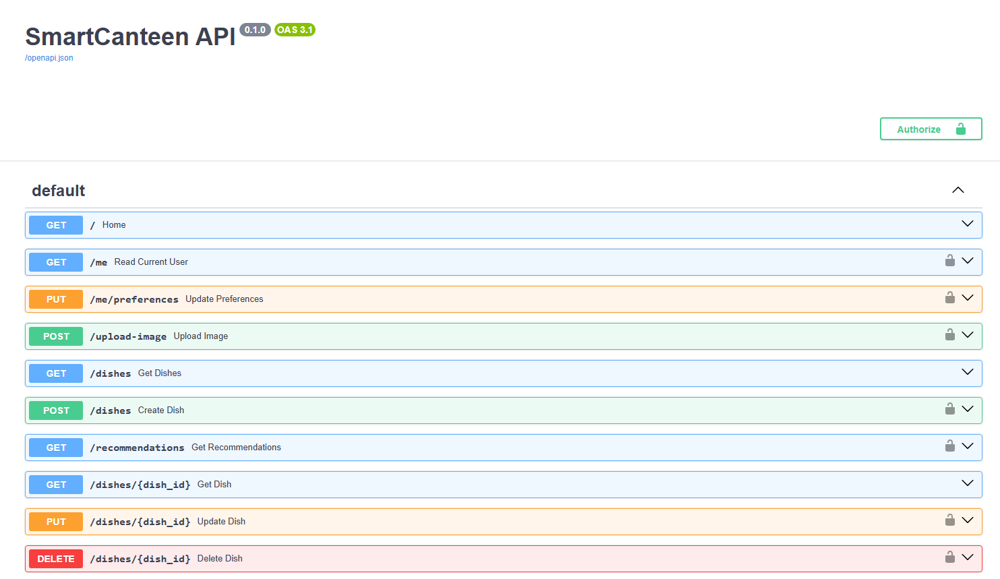 SmartCanteen API 0.1.0 OAS 3.1
/openapi.json
Authorize
default
GET / Home
GET /me Read Current User
PUT /me/preferences Update Preferences
POST /upload-image Upload Image
GET /dishes Get Dishes
POST /dishes Create Dish
GET /recommendations Get Recommendations
GET /dishes/{dish_id} Get Dish
PUT /dishes/{dish_id} Update Dish
DELETE /dishes/{dish_id} Delete Dish